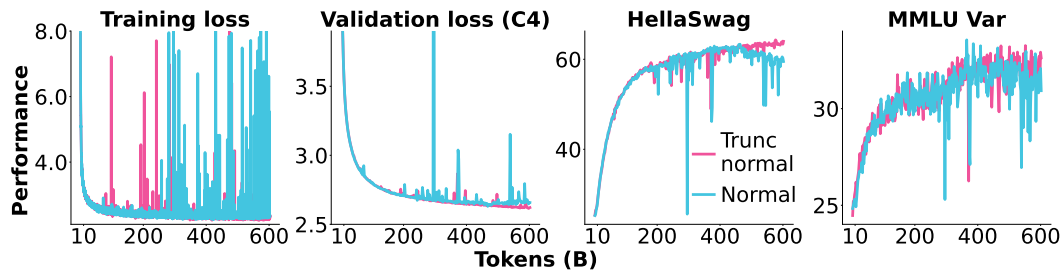 Training loss
Validation loss (C4)
HellaSwag
MMLU Var
Performance
8.0
6.0
4.0
10
200
400
600
3.5
3.0
2.5
10
200
400
600
60
40
10
200
400
600
Trunc
normal
Normal
30
25
10
200
400
600
Tokens (B)